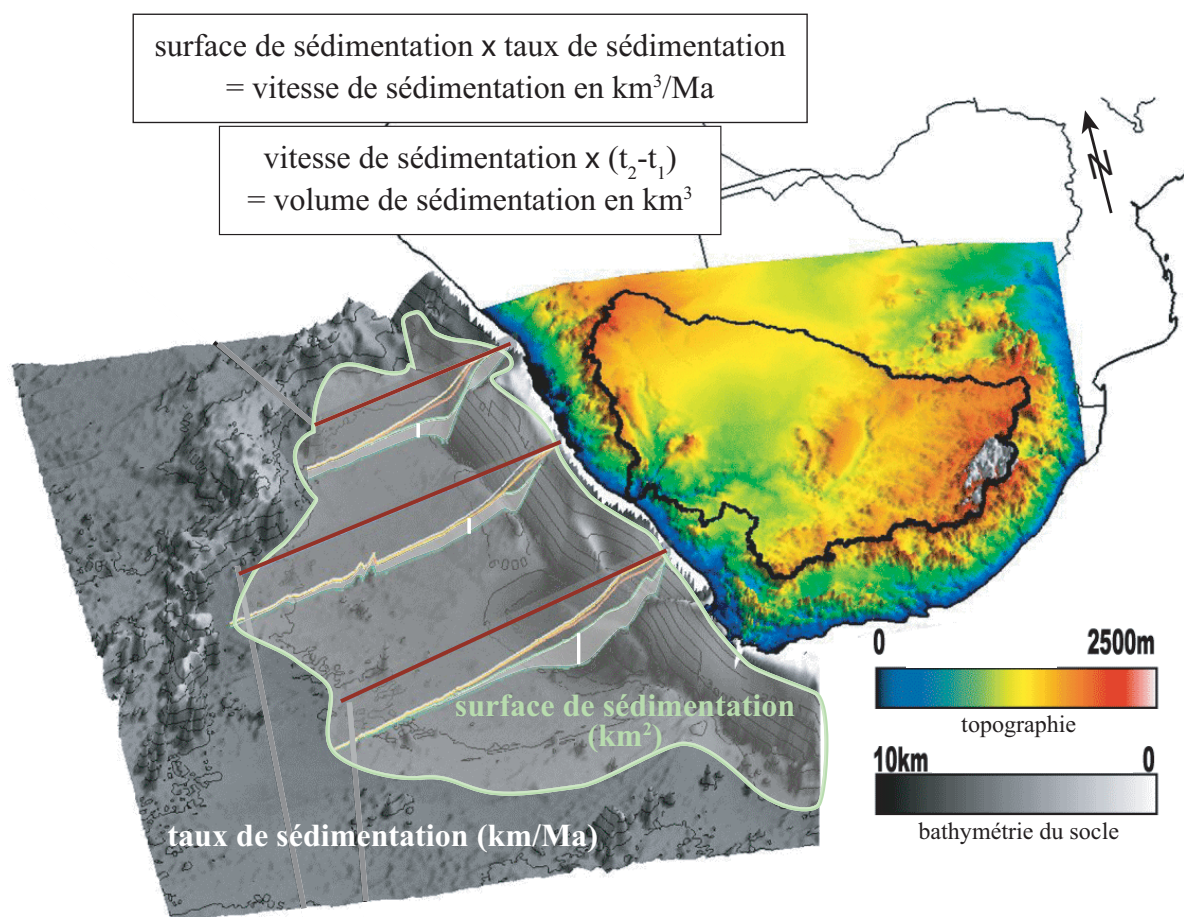 surface de sédimentation x taux de sédimentation
= vitesse de sédimentation en km³/Ma
vitesse de sédimentation x (t₂-t₁)
= volume de sédimentation en km³
N
surface de sédimentation
(km²)
taux de sédimentation (km/Ma)
0 2500m
topographie
10km 0
bathymétrie du socle